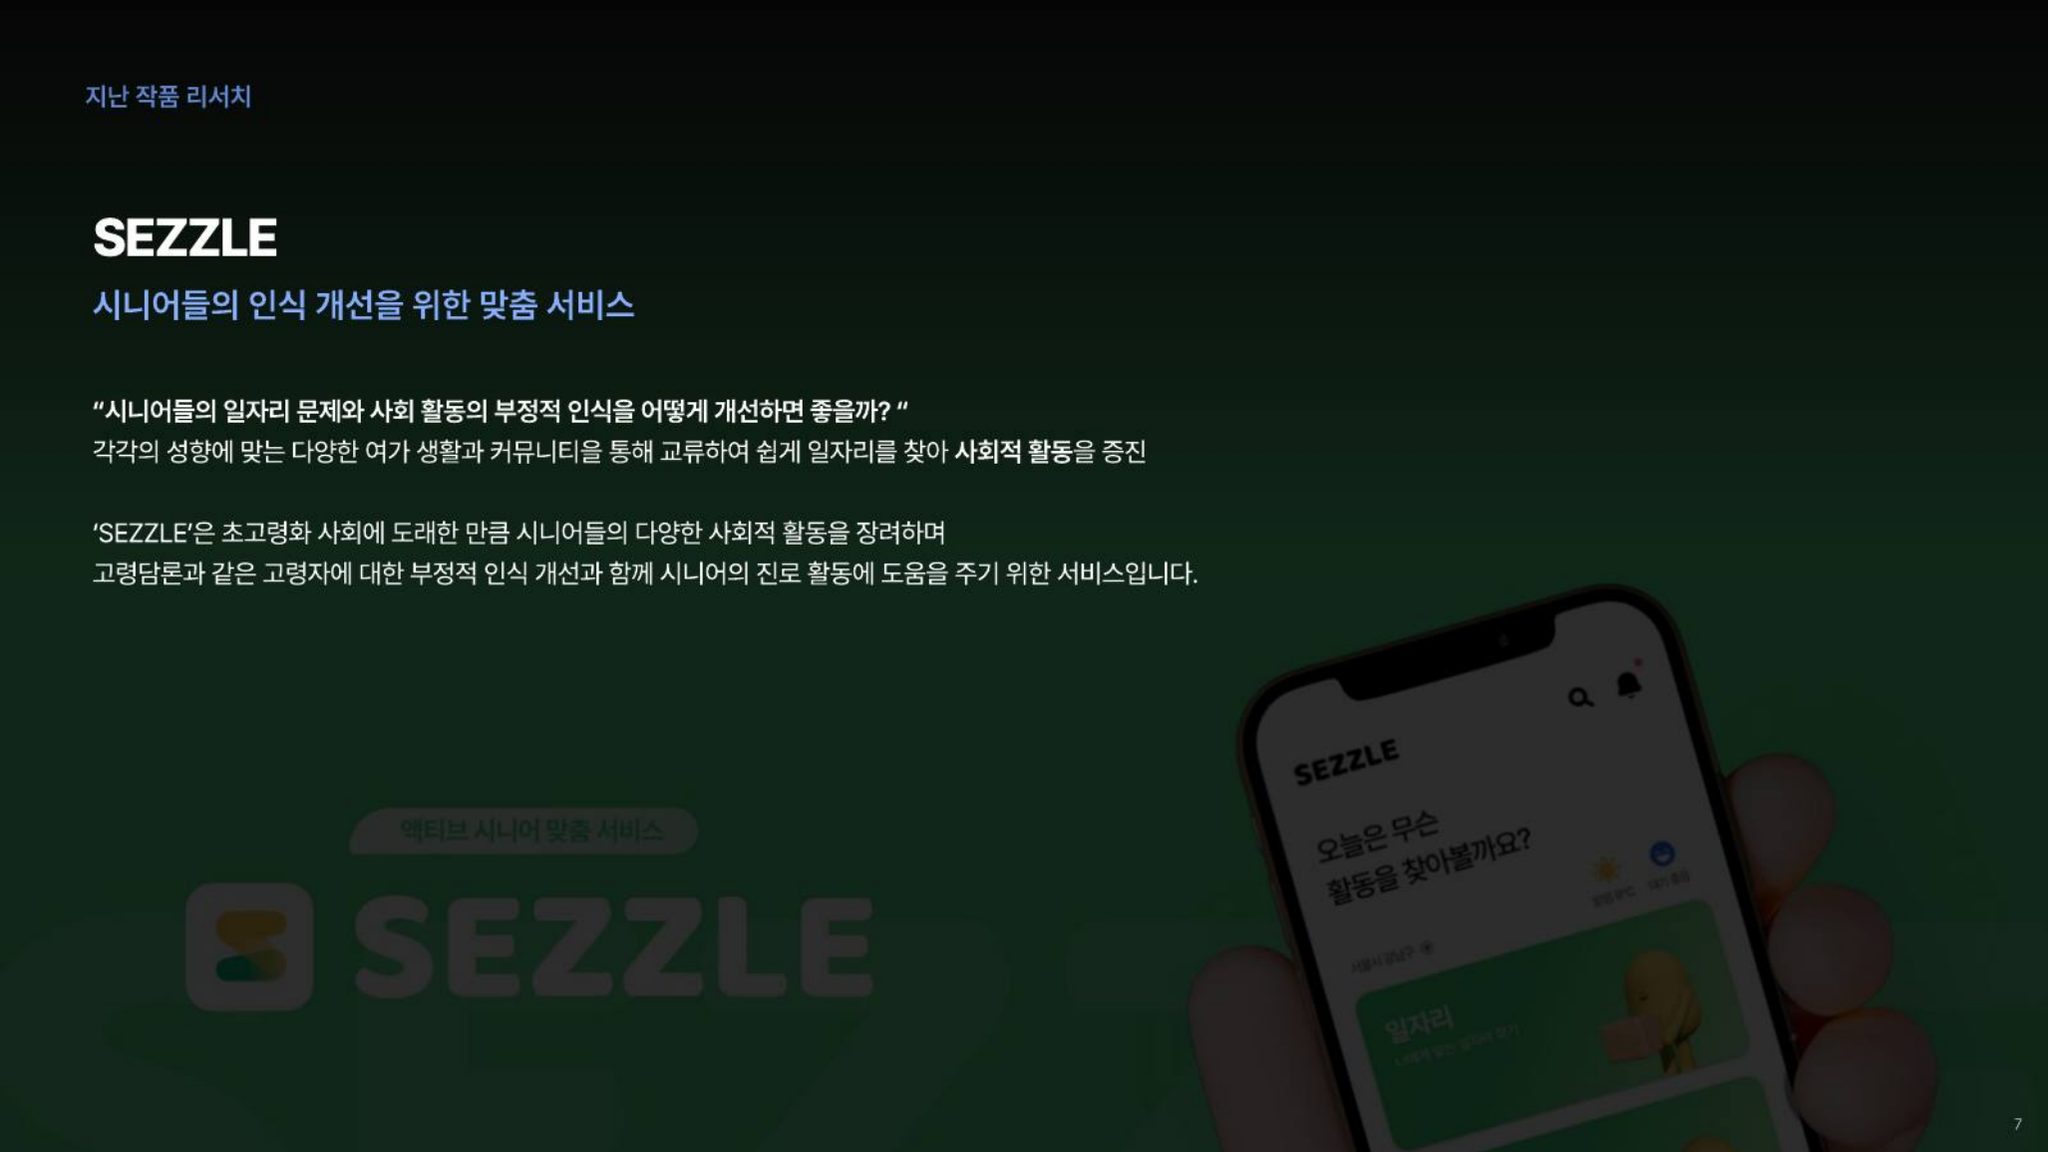 지난 작품 리서치
SEZZLE
시니어들의 인식 개선을 위한 맞춤 서비스
“시니어들의 일자리 문제와 사회 활동의 부정적 인식을 어떻게 개선하면 좋을까? “
각각의 성향에 맞는 다양한 여가 생활과 커뮤니티을 통해 교류하여 쉽게 일자리를 찾아 사회적 활동을 증진
‘SEZZLE’은 초고령화 사회에 도래한 만큼 시니어들의 다양한 사회적 활동을 장려하며
고령담론과 같은 고령자에 대한 부정적 인식 개선과 함께 시니어의 진로 활동에 도움을 주기 위한 서비스입니다.
액티브 시니어 맞춤 서비스
SEZZLE
SEZZLE
오늘은 무슨
활동을 찾아볼까요?
서울시 강남구
일자리
7